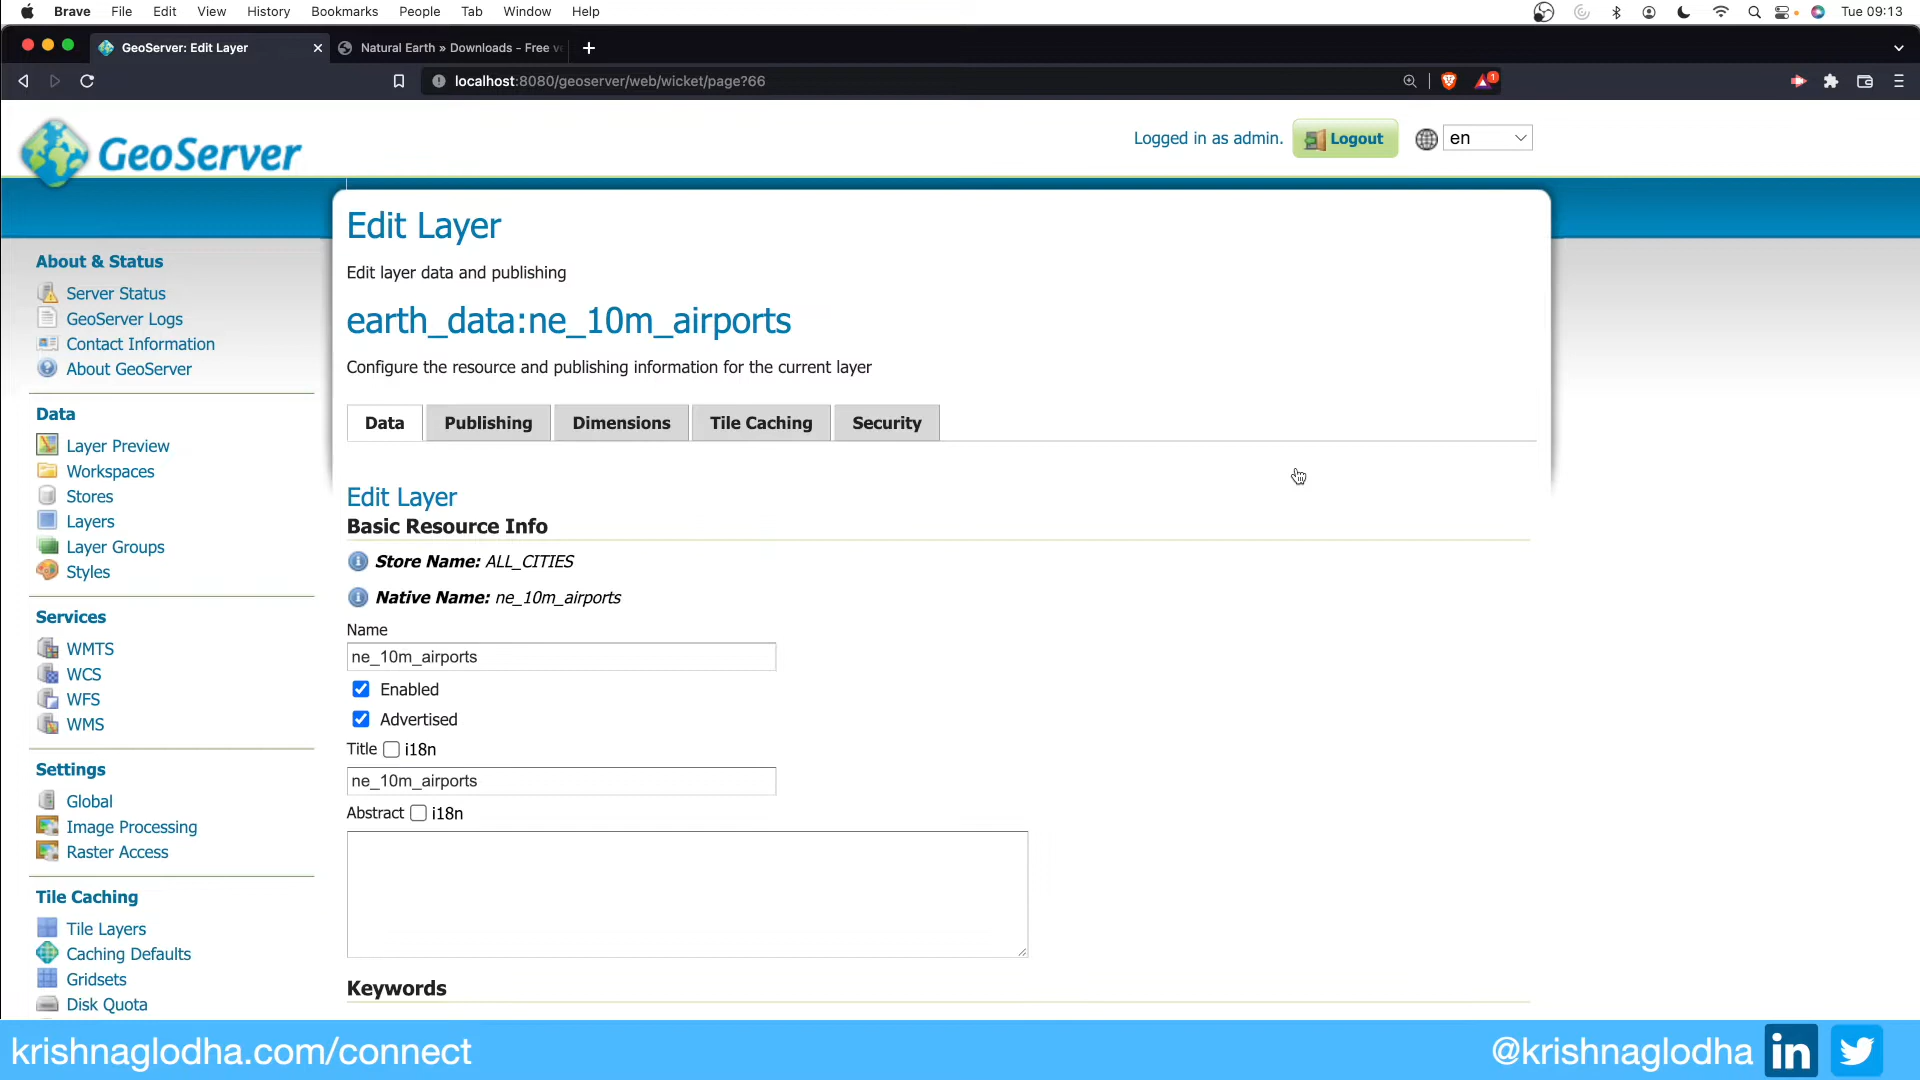 Brave File Edit View History Bookmarks People Tab Window Help Tue 09:13
GeoServer: Edit Layer Natural Earth » Downloads - Free ve
localhost:8080/geoserver/web/wicket/page?66 1
GeoServer
Logged in as admin. Logout en
Edit Layer
Edit layer data and publishing
earth_data:ne_10m_airports
Configure the resource and publishing information for the current layer
Data Publishing Dimensions Tile Caching Security
Edit Layer
Basic Resource Info
Store Name: ALL_CITIES
Native Name: ne_10m_airports
Name
ne_10m_airports
Enabled
Advertised
Title i18n
ne_10m_airports
Abstract i18n
Keywords
About & Status
Server Status
GeoServer Logs
Contact Information
About GeoServer
Data
Layer Preview
Workspaces
Stores
Layers
Layer Groups
Styles
Services
WMTS
WCS
WFS
WMS
Settings
Global
Image Processing
Raster Access
Tile Caching
Tile Layers
Caching Defaults
Gridsets
Disk Quota
krishnaglodha.com/connect @krishnaglodha in